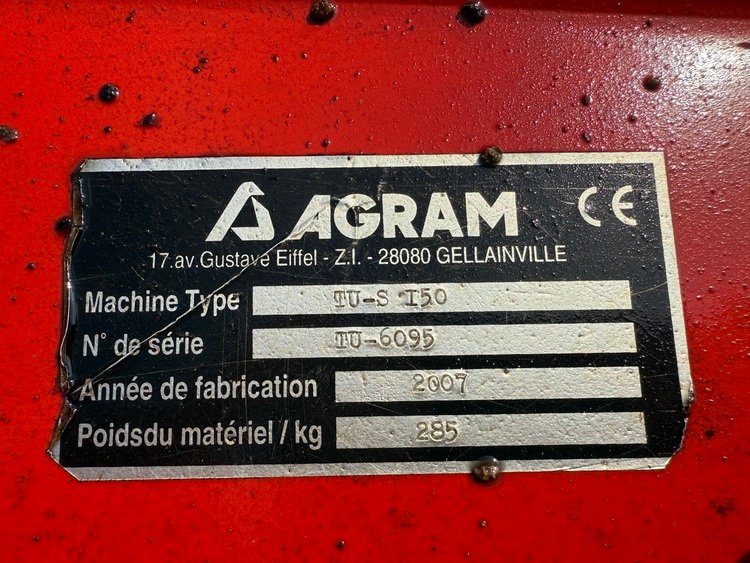 AGRAM CE
17.av.Gustave Eiffel - Z.I. - 28080 GELLAINVILLE
Machine Type TU-S I50
N° de série TU-6095
Année de fabrication 2007
Poidsdu matériel / kg 285